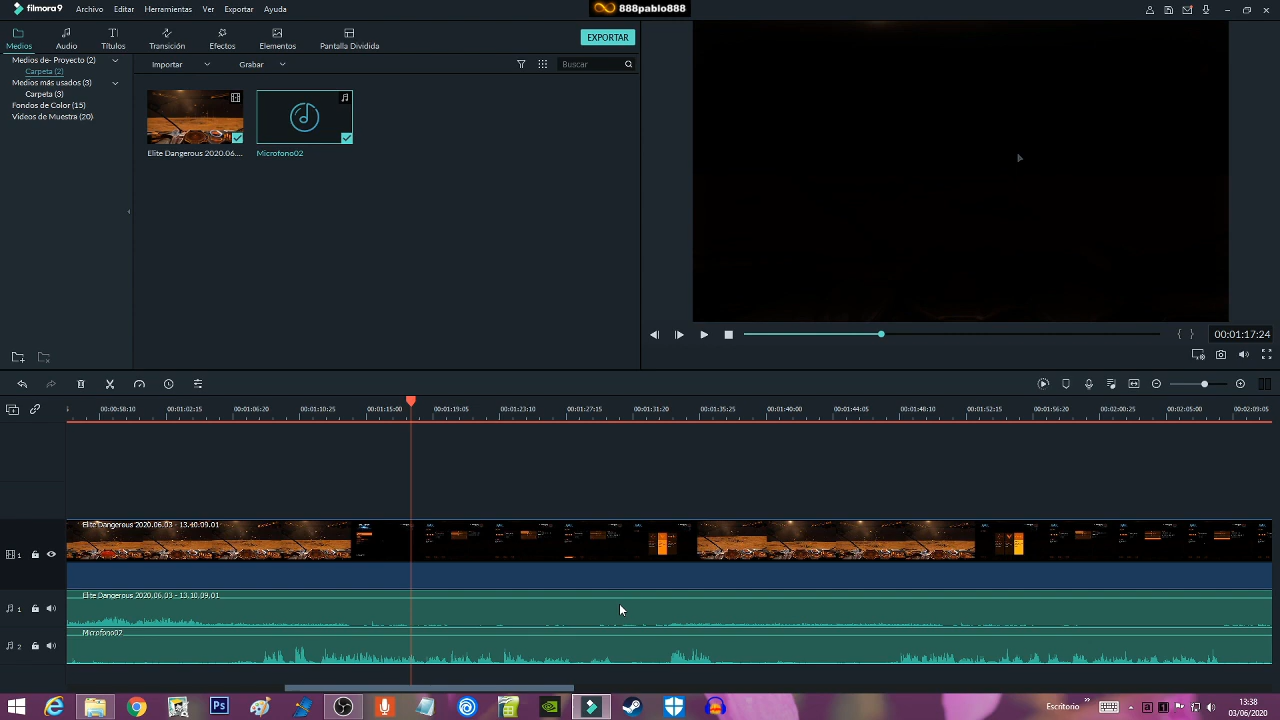 filmora9 Archivo Editar Herramientas Ver Exportar Ayuda
888pablo888
Medios Audio Títulos Transición Efectos Elementos Pantalla Dividida
EXPORTAR
Medios de- Proyecto (2)
Carpeta (2)
Medios más usados (3)
Carpeta (3)
Fondos de Color (15)
Videos de Muestra (20)
Importar Grabar Buscar
Elite Dangerous 2020.06....
Microfono02
00:01:17:24
00:00:58:10 00:01:02:15 00:01:06:20 00:01:10:25 00:01:15:00 00:01:19:05 00:01:23:10 00:01:27:15 00:01:31:20 00:01:35:25 00:01:40:00 00:01:44:05 00:01:48:10 00:01:52:15 00:01:56:20 00:02:00:25 00:02:05:00 00:02:09:05
Elite Dangerous 2020.06.03 - 13.40.09.01
1
Elite Dangerous 2020.06.03 - 13.10.09.01
1
Microfono02
2
Escritorio
13:38
03/06/2020